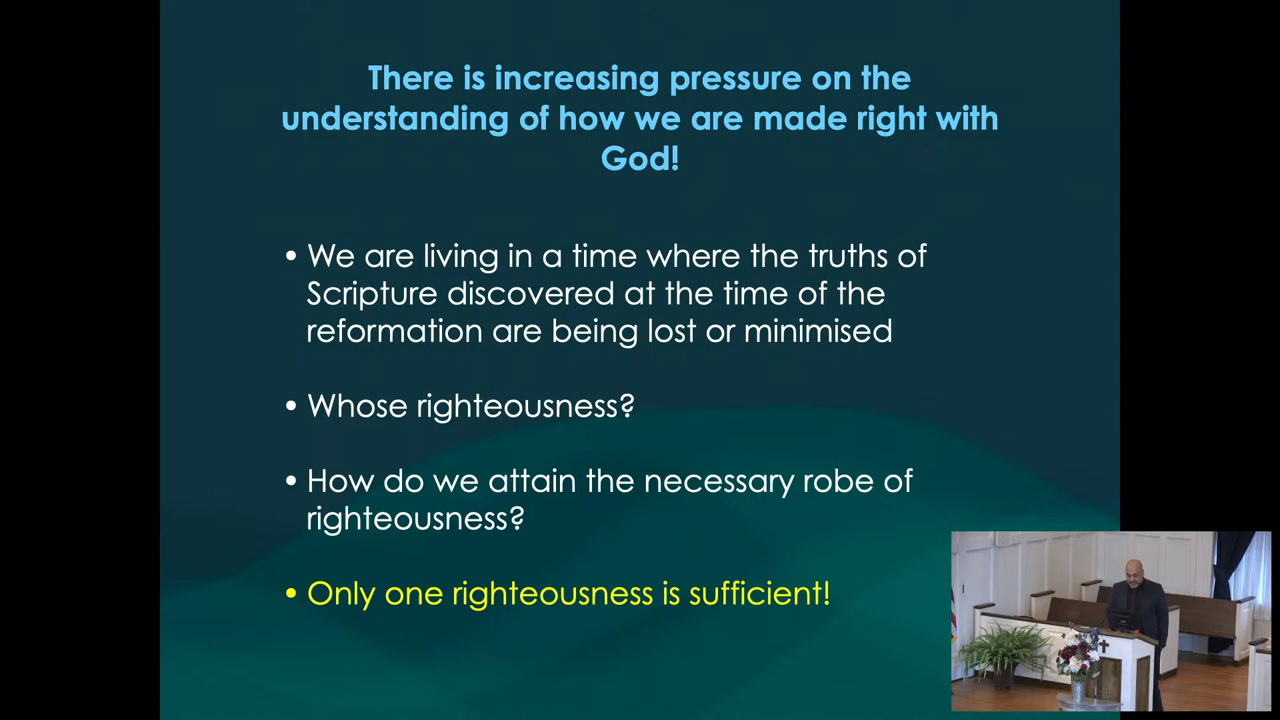 There is increasing pressure on the
understanding of how we are made right with
God!
• We are living in a time where the truths of
Scripture discovered at the time of the
reformation are being lost or minimised
• Whose righteousness?
• How do we attain the necessary robe of
righteousness?
• Only one righteousness is sufficient!